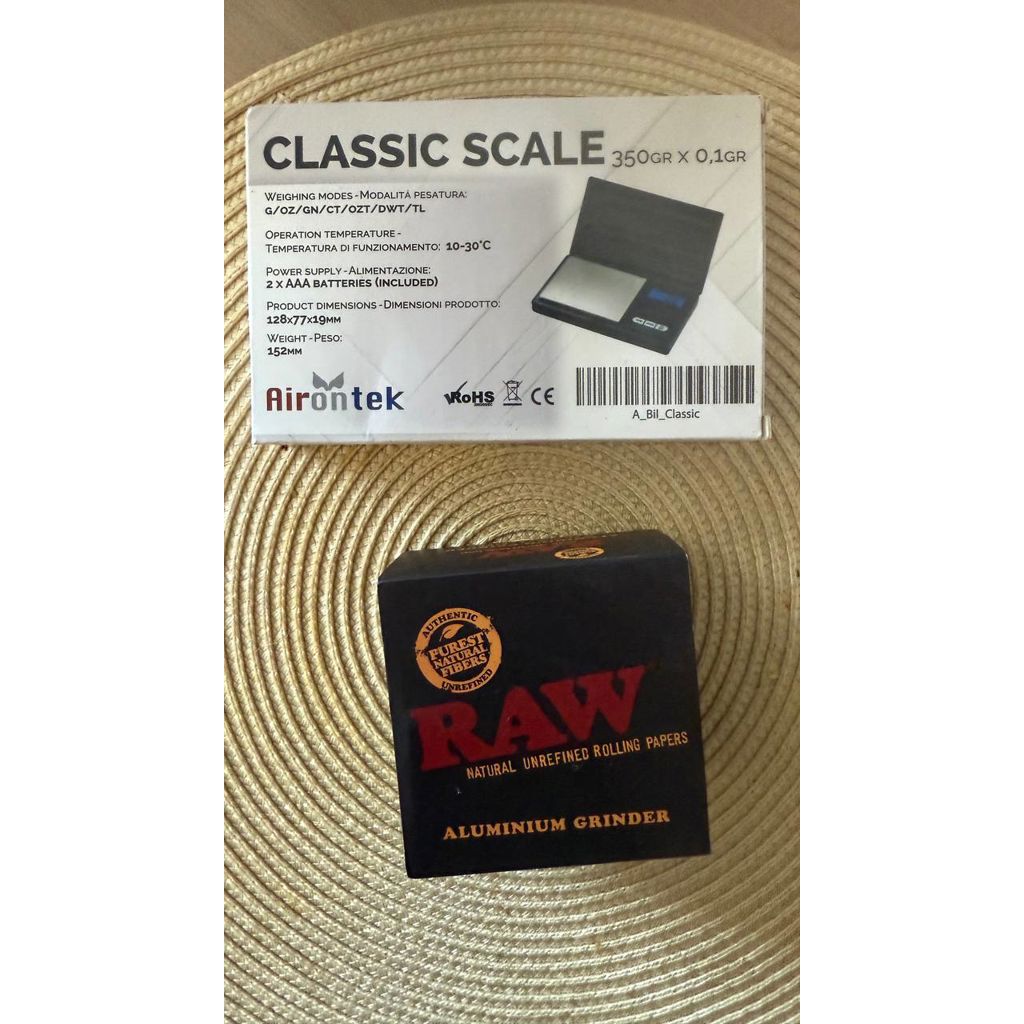 CLASSIC SCALE 350GR X 0,1GR
WEIGHING MODES - MODALITÀ PESATURA:
G/OZ/GN/CT/OZT/DWT/TL
OPERATION TEMPERATURE -
TEMPERATURA DI FUNZIONAMENTO: 10-30°C
POWER SUPPLY - ALIMENTAZIONE:
2 X AAA BATTERIES (INCLUDED)
PRODUCT DIMENSIONS - DIMENSIONI PRODOTTO:
128X77X19MM
WEIGHT - PESO:
152MM
Airontek
RoHS
CE
A_Bil_Classic
AUTHENTIC
PUREST
NATURAL
FIBERS
UNREFINED
RAW
NATURAL UNREFINED ROLLING PAPERS
ALUMINIUM GRINDER